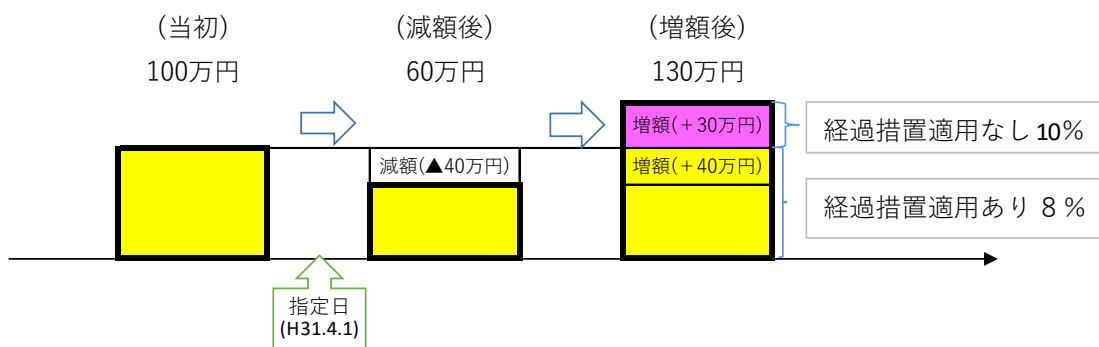 (当初)
100万円
(減額後)
60万円
(増額後)
130万円
増額(+30万円)
経過措置適用なし10%
減額(▲40万円)
増額(+40万円)
経過措置適用あり 8%
指定日
(H31.4.1)